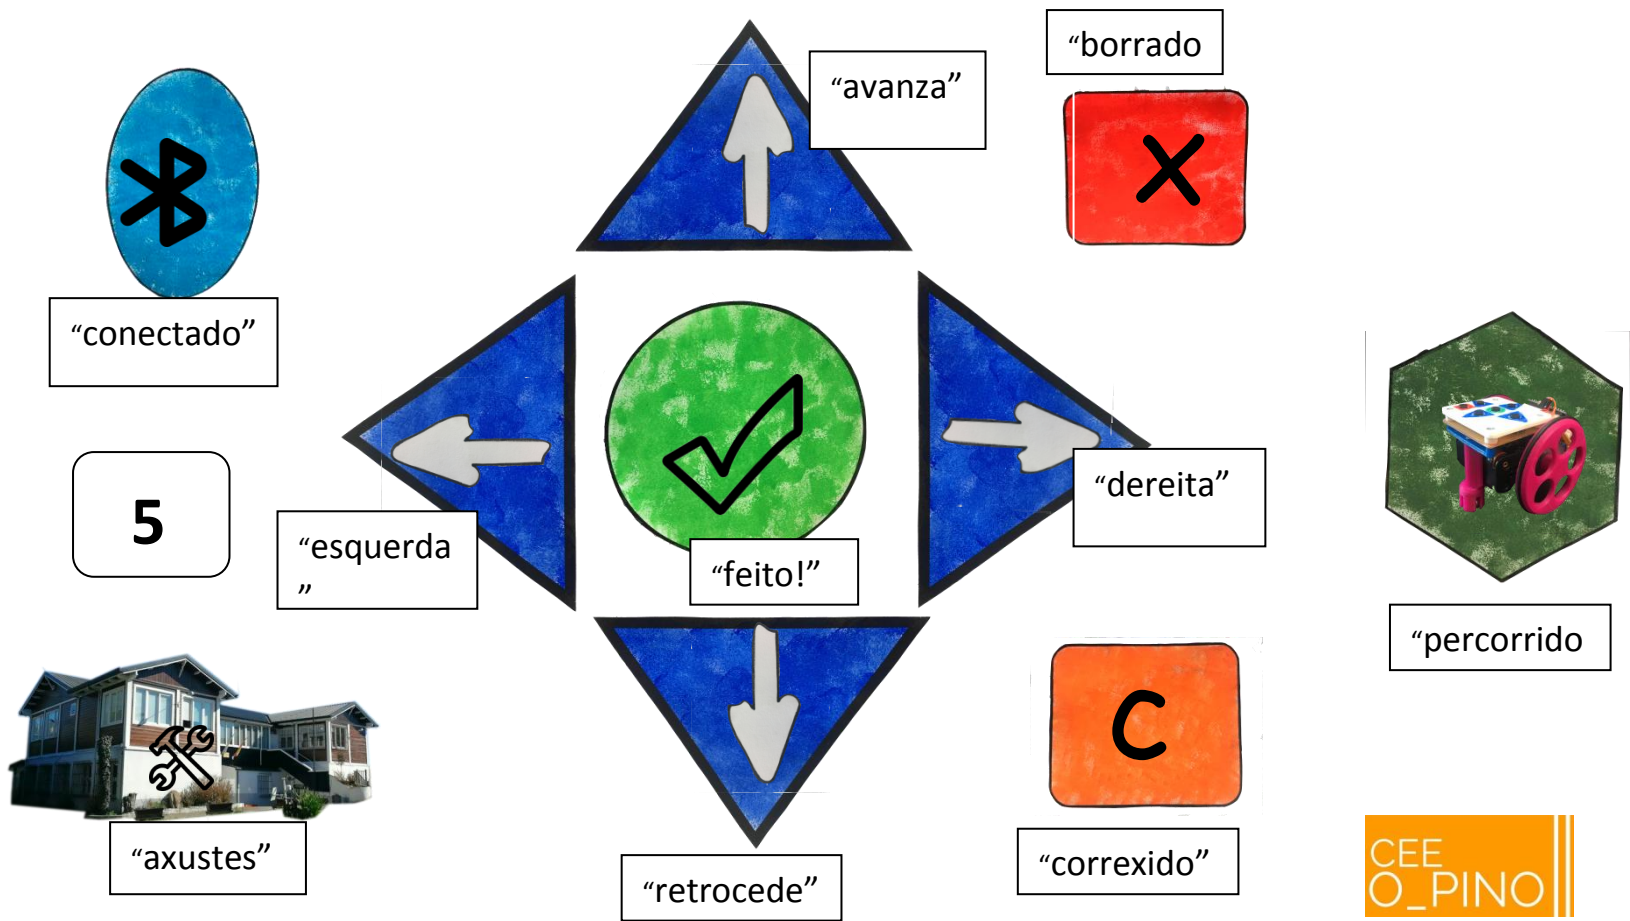 “borrado
“avanza”
X
“conectado”
5
“esquerda
”
“feito!”
“dereita”
“percorrido
C
“axustes”
“retrocede”
“correxido”
CEE
O_PINO